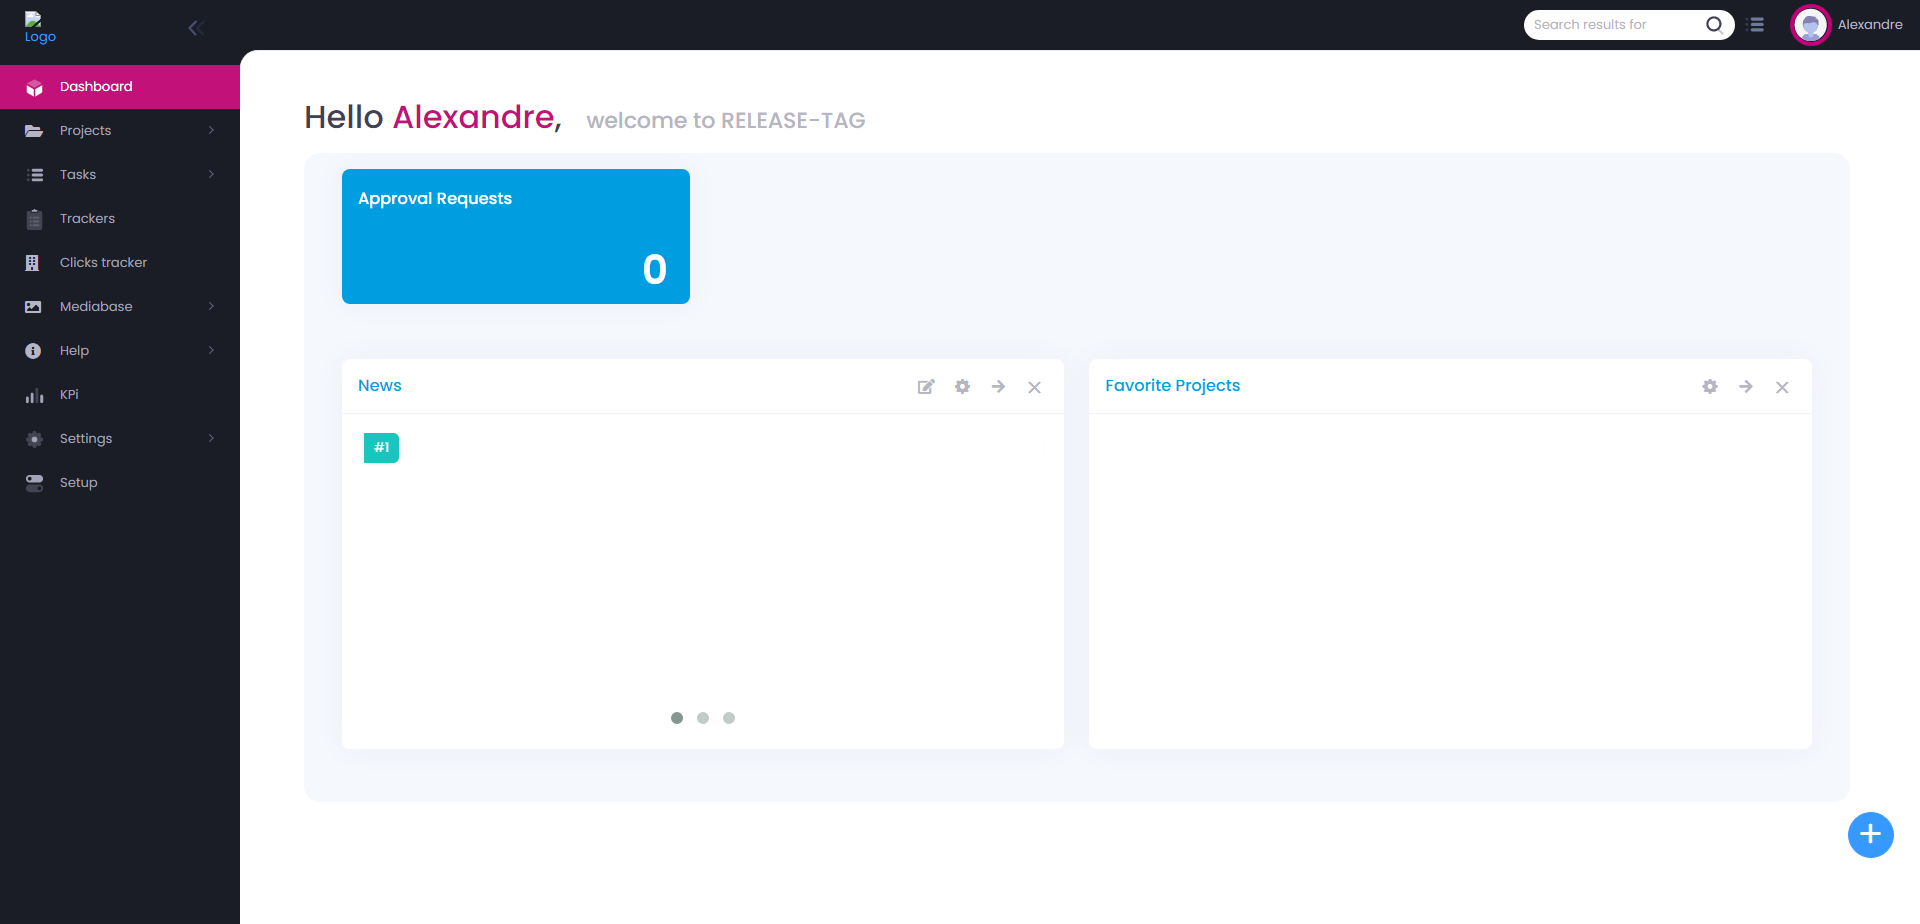 Logo
Search results for
Alexandre
Dashboard
Projects
Tasks
Trackers
Clicks tracker
Mediabase
Help
KPi
Settings
Setup
Hello Alexandre, welcome to RELEASE-TAG
Approval Requests
0
News
#1
Favorite Projects